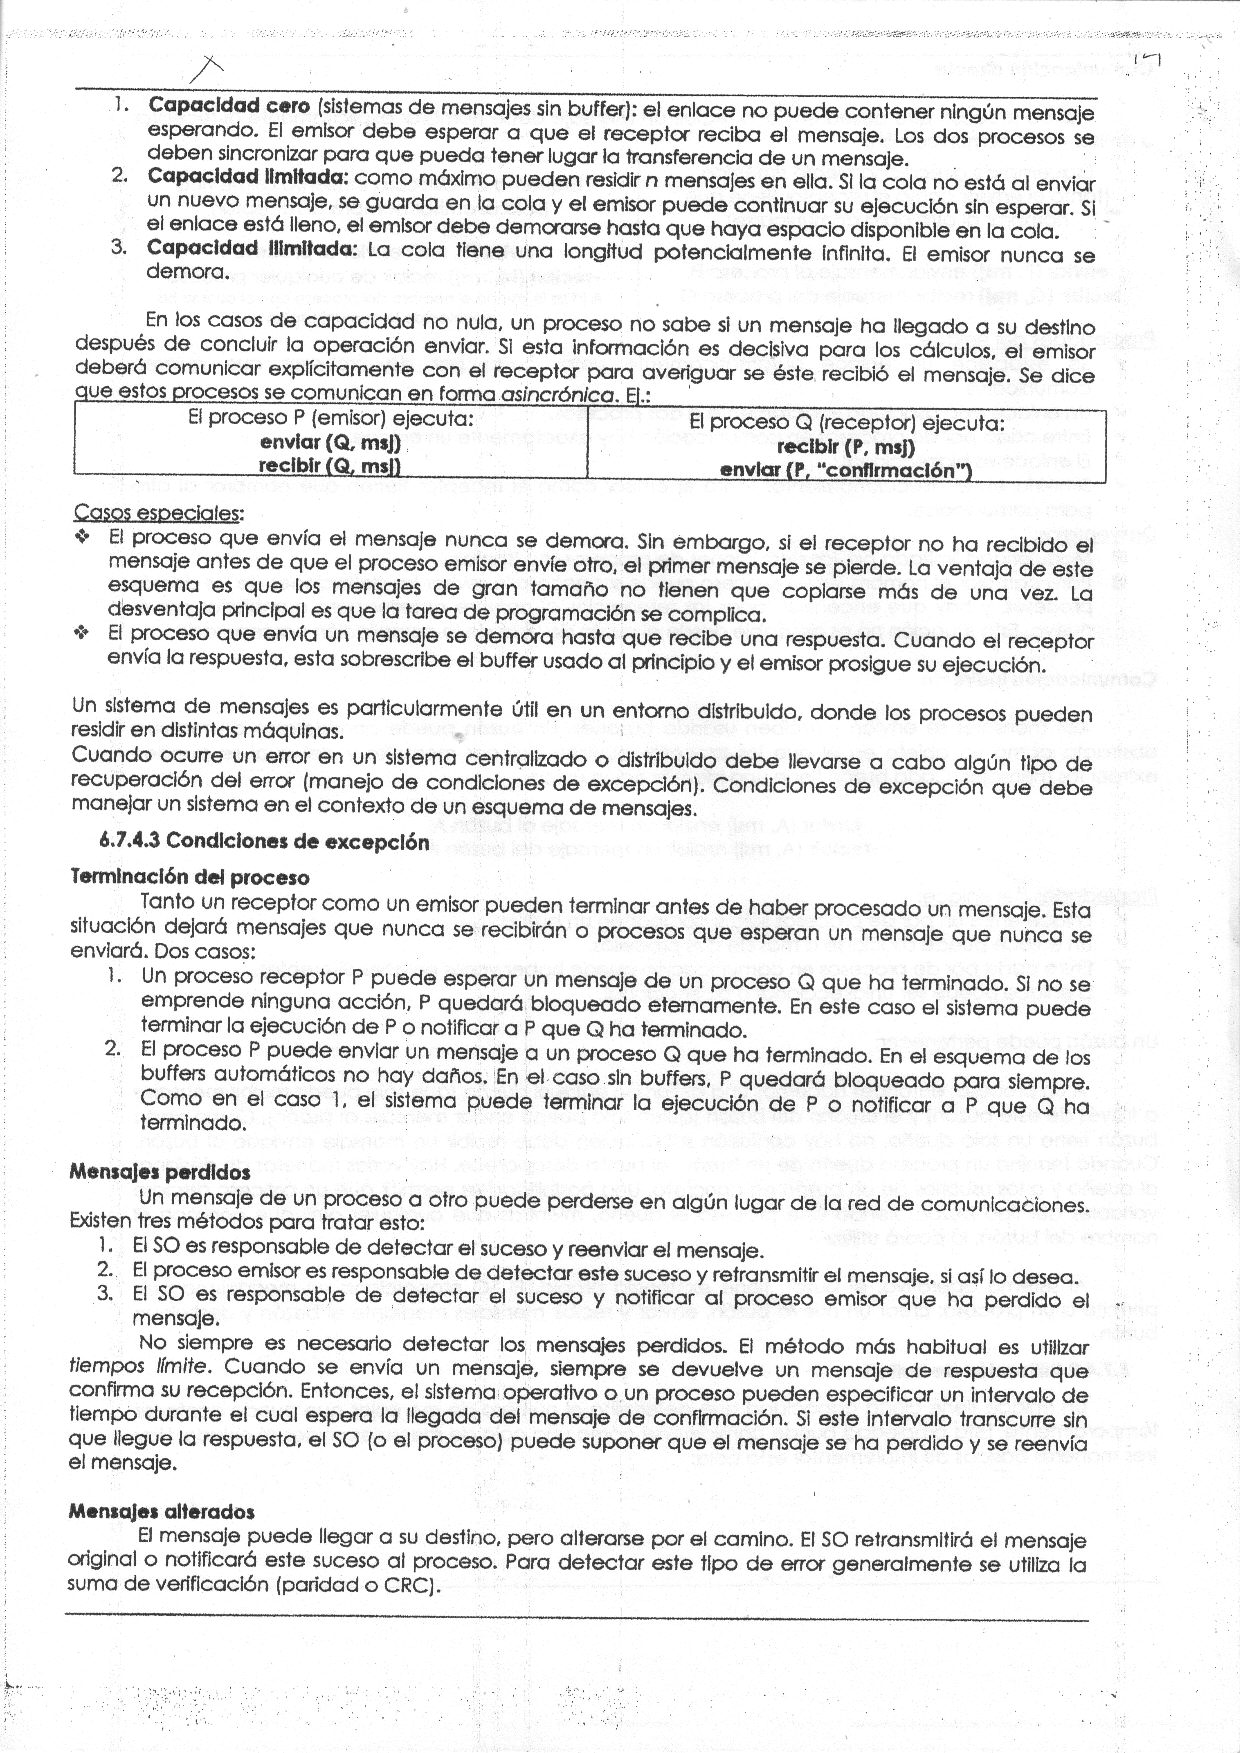 1. Capacidad cero (sistemas de mensajes sin buffer): el enlace no puede contener ningún mensaje
esperando. El emisor debe esperar a que el receptor reciba el mensaje. Los dos procesos se
deben sincronizar para que pueda tener lugar la transferencia de un mensaje.
2. Capacidad limitada: como máximo pueden residir n mensajes en ella. Si la cola no está al enviar
un nuevo mensaje, se guarda en la cola y el emisor puede continuar su ejecución sin esperar. Si
el enlace está lleno, el emisor debe demorarse hasta que haya espacio disponible en la cola.
3. Capacidad ilimitada: La cola tiene una longitud potencialmente infinita. El emisor nunca se
demora.
En los casos de capacidad no nula, un proceso no sabe si un mensaje ha llegado a su destino
después de concluir la operación enviar. Si esta información es decisiva para los cálculos, el emisor
deberá comunicar explícitamente con el receptor para averiguar se éste recibió el mensaje. Se dice
que estos procesos se comunican en forma asincrónica. Ej.:
El proceso P (emisor) ejecuta:
enviar (Q, msj)
recibir (Q, msj)
El proceso Q (receptor) ejecuta:
recibir (P, msj)
enviar (P, "confirmación")
Casos especiales:
❖ El proceso que envía el mensaje nunca se demora. Sin embargo, si el receptor no ha recibido el
mensaje antes de que el proceso emisor envíe otro, el primer mensaje se pierde. La ventaja de este
esquema es que los mensajes de gran tamaño no tienen que copiarse más de una vez. La
desventaja principal es que la tarea de programación se complica.
❖ El proceso que envía un mensaje se demora hasta que recibe una respuesta. Cuando el receptor
envía la respuesta, esta sobrescribe el buffer usado al principio y el emisor prosigue su ejecución.
Un sistema de mensajes es particularmente útil en un entorno distribuido, donde los procesos pueden
residir en distintas máquinas.
Cuando ocurre un error en un sistema centralizado o distribuido debe llevarse a cabo algún tipo de
recuperación del error (manejo de condiciones de excepción). Condiciones de excepción que debe
manejar un sistema en el contexto de un esquema de mensajes.
6.7.4.3 Condiciones de excepción
Terminación del proceso
Tanto un receptor como un emisor pueden terminar antes de haber procesado un mensaje. Esta
situación dejará mensajes que nunca se recibirán o procesos que esperan un mensaje que nunca se
enviará. Dos casos:
1. Un proceso receptor P puede esperar un mensaje de un proceso Q que ha terminado. Si no se
emprende ninguna acción, P quedará bloqueado eternamente. En este caso el sistema puede
terminar la ejecución de P o notificar a P que Q ha terminado.
2. El proceso P puede enviar un mensaje a un proceso Q que ha terminado. En el esquema de los
buffers automáticos no hay daños. En el caso sin buffers, P quedará bloqueado para siempre.
Como en el caso 1, el sistema puede terminar la ejecución de P o notificar a P que Q ha
terminado.
Mensajes perdidos
Un mensaje de un proceso a otro puede perderse en algún lugar de la red de comunicaciones.
Existen tres métodos para tratar esto:
1. El SO es responsable de detectar el suceso y reenviar el mensaje.
2. El proceso emisor es responsable de detectar este suceso y retransmitir el mensaje, si así lo desea.
3. El SO es responsable de detectar el suceso y notificar al proceso emisor que ha perdido el
mensaje.
No siempre es necesario detectar los mensajes perdidos. El método más habitual es utilizar
tiempos límite. Cuando se envía un mensaje, siempre se devuelve un mensaje de respuesta que
confirma su recepción. Entonces, el sistema operativo o un proceso pueden especificar un intervalo de
tiempo durante el cual espera la llegada del mensaje de confirmación. Si este intervalo transcurre sin
que llegue la respuesta, el SO (o el proceso) puede suponer que el mensaje se ha perdido y se reenvía
el mensaje.
Mensajes alterados
El mensaje puede llegar a su destino, pero alterarse por el camino. El SO retransmitirá el mensaje
original o notificará este suceso al proceso. Para detectar este tipo de error generalmente se utiliza la
suma de verificación (paridad o CRC).